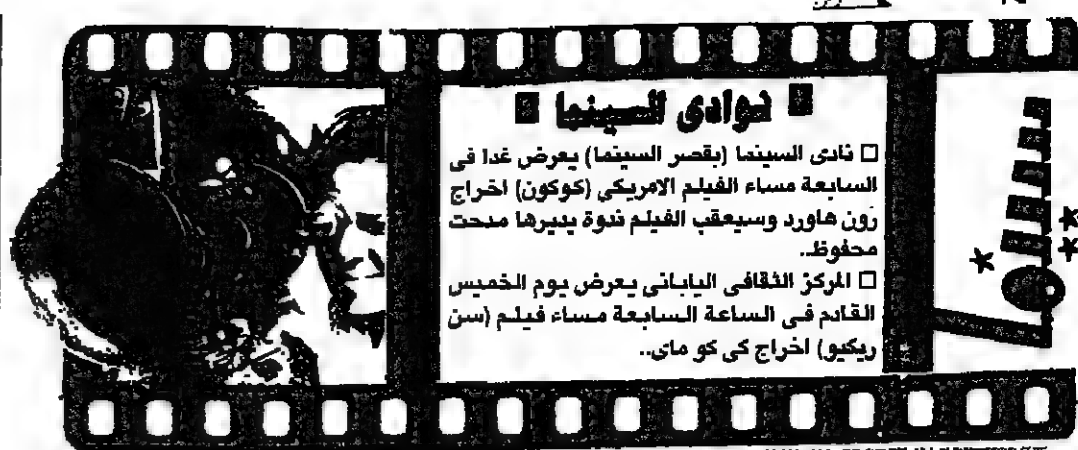 نوادى السينما
□ نادى السينما (بقصر السينما) يعرض غدا فى
السابعة مساء الفيلم الامريكى (كوكون) اخراج
رون هاورد وسيعقب الفيلم ندوة يديرها مدحت
محفوظ..
□ المركز الثقافى اليابانى يعرض يوم الخميس
القادم فى الساعة السابعة مساء فيلم (سن
ريكيو) اخراج كى كو ماى..